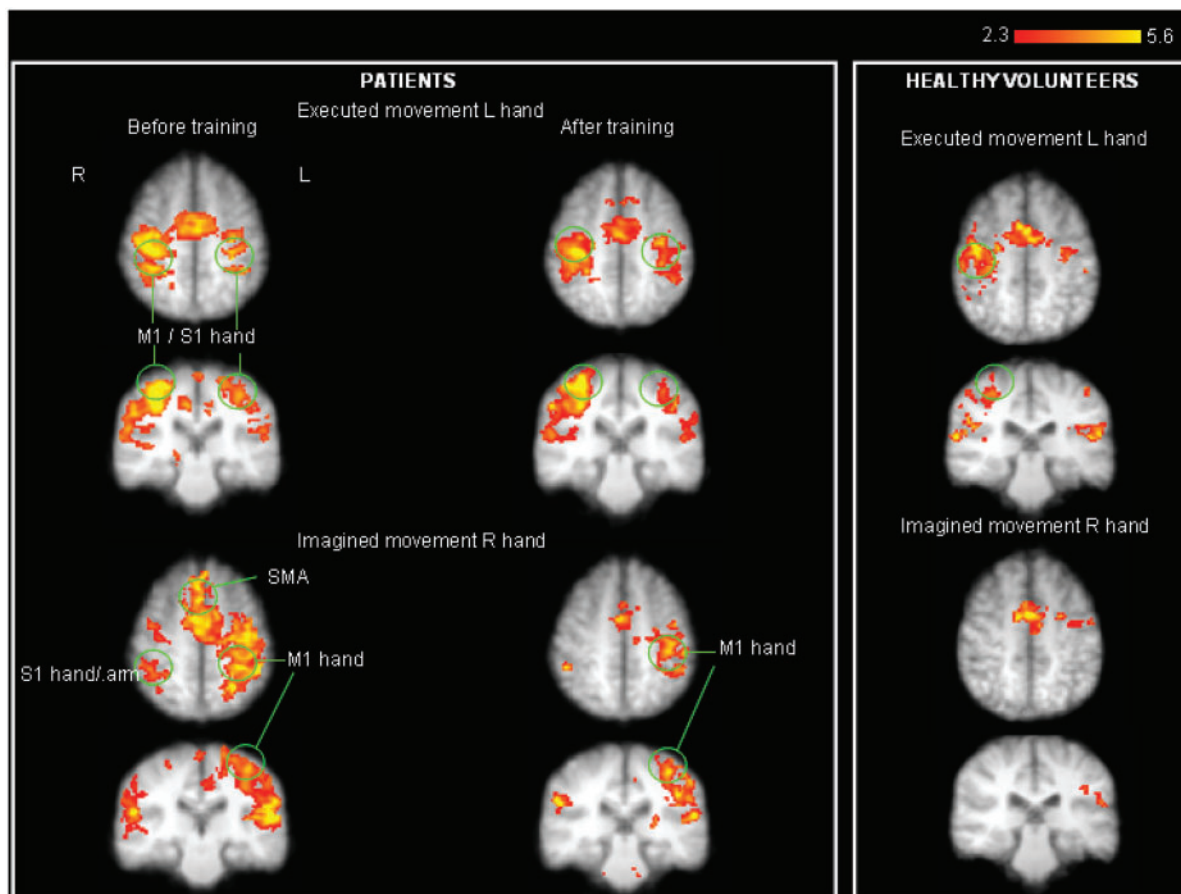 2.3 5.6
PATIENTS
HEALTHY VOLUNTEERS
Executed movement L hand
Before training
After training
Executed movement L hand
R
L
M1 / S1 hand
Imagined movement R hand
Imagined movement R hand
SMA
M1 hand
S1 hand/.arm
M1 hand